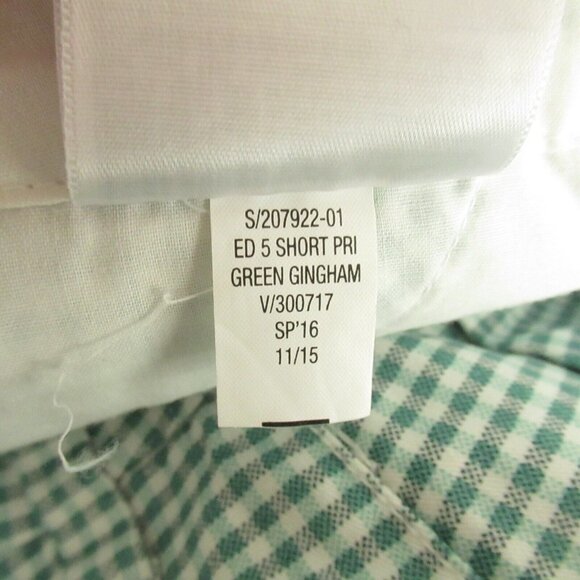 S/207922-01
ED 5 SHORT PRI
GREEN GINGHAM
V/300717
SP'16
11/15